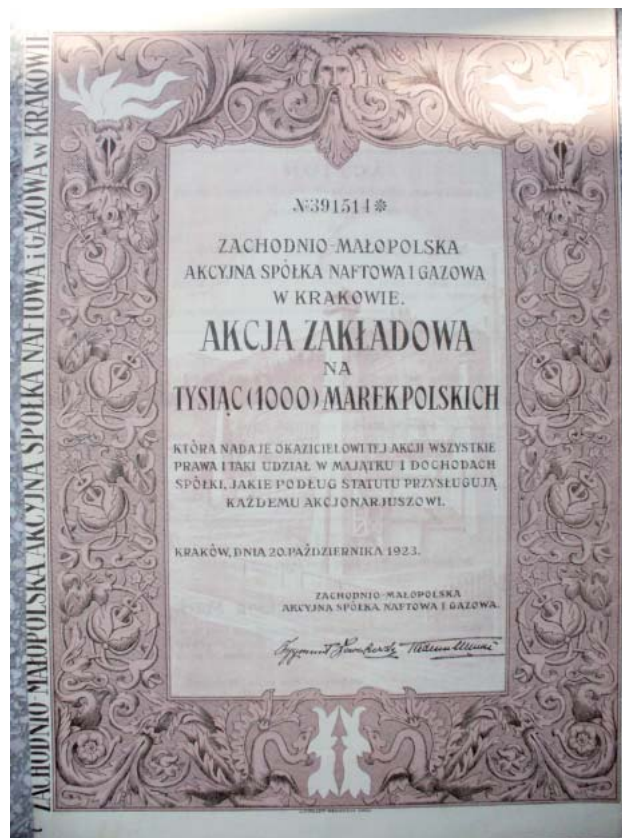 №391514
ZACHODNIO-MAŁOPOLSKA
AKCYJNA SPÓŁKA NAFTOWA I GAZOWA
W KRAKOWIE.
AKCJA ZAKŁADOWA
NA
TYSIĄC (1000) MAREK POLSKICH
KTÓRA NADAJE OKAZICIELOWI TEJ AKCJI WSZYSTKIE
PRAWA I TAKI UDZIAŁ W MAJĄTKU I DOCHODACH
SPÓŁKI, JAKIE PODŁUG STATUTU PRZYSŁUGUJĄ
KAŻDEMU AKCJONARJUSZOWI.
KRAKÓW, DNIA 20. PAŹDZIERNIKA 1923.
ZACHODNIO-MAŁOPOLSKA
AKCYJNA SPÓŁKA NAFTOWA I GAZOWA.
Zygmunt
ZACHODNIO-MAŁOPOLSKA AKCYJNA SPÓŁKA NAFTOWA i GAZOWA w KRAKOWIE